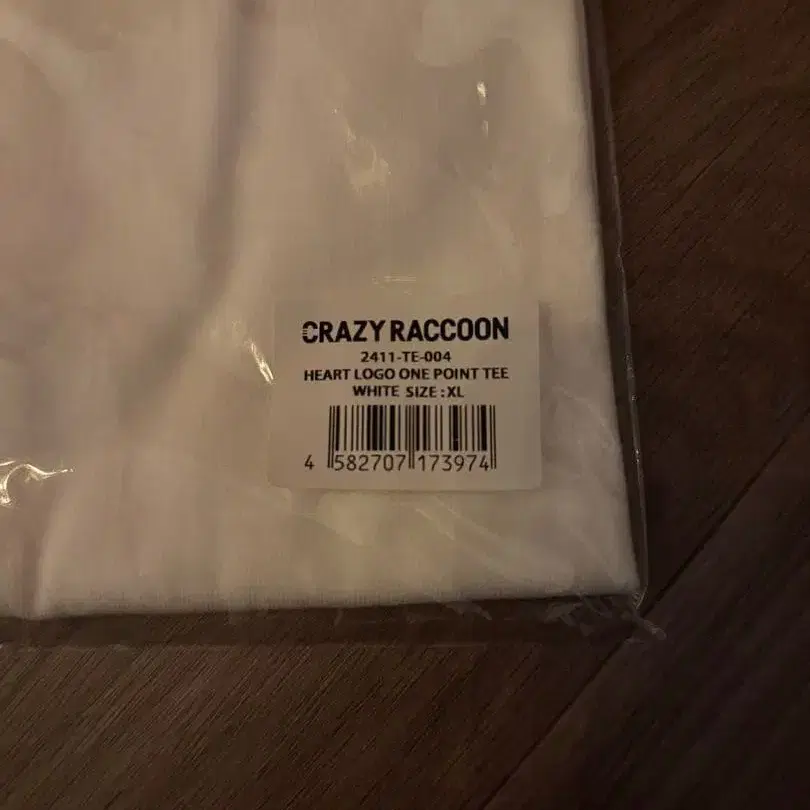 CRAZY RACCOON
2411-TE-004
HEART LOGO ONE POINT TEE
WHITE SIZE : XL
4 582707 173974